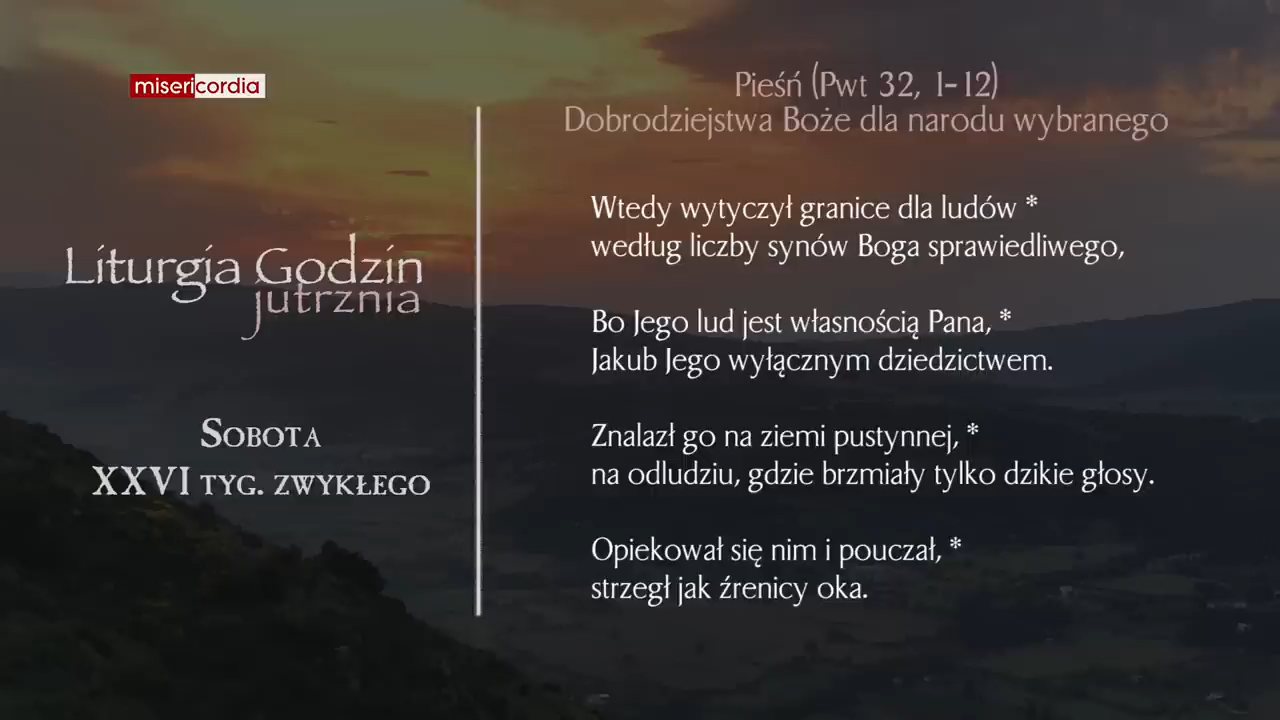 misericordia
Liturgia Godzin
jutrznia
Sobota
XXVI tyg. zwykłego
Pieśń (Pwt 32, 1-12)
Dobrodziejstwa Boże dla narodu wybranego
Wtedy wytyczył granice dla ludów *
według liczby synów Boga sprawiedliwego,
Bo Jego lud jest własnością Pana, *
Jakub Jego wyłącznym dziedzictwem.
Znalazł go na ziemi pustynnej, *
na odludziu, gdzie brzmiały tylko dzikie głosy.
Opiekował się nim i pouczał, *
strzegł jak źrenicy oka.